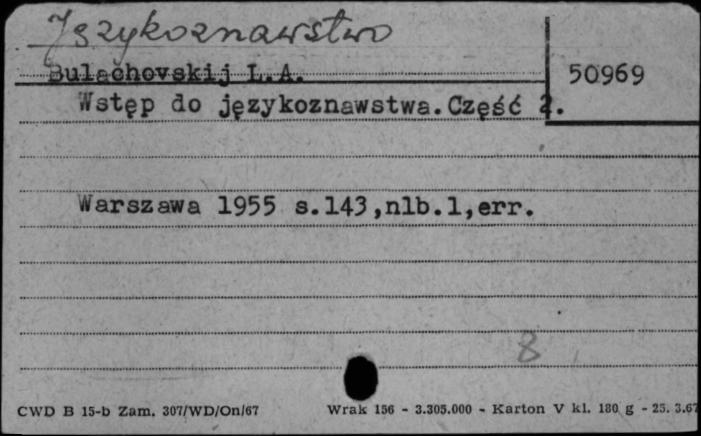 Językoznawstwo
Bulachovskij L.A.
50969
Wstęp do językoznawstwa.Część 2.
Warszawa 1955 s.143,nlb.1,err.
8
CWD B 15-b Zam. 307/WD/On/67 Wrak 156 - 3.305.000 - Karton V kl. 180 g - 25. 3.67